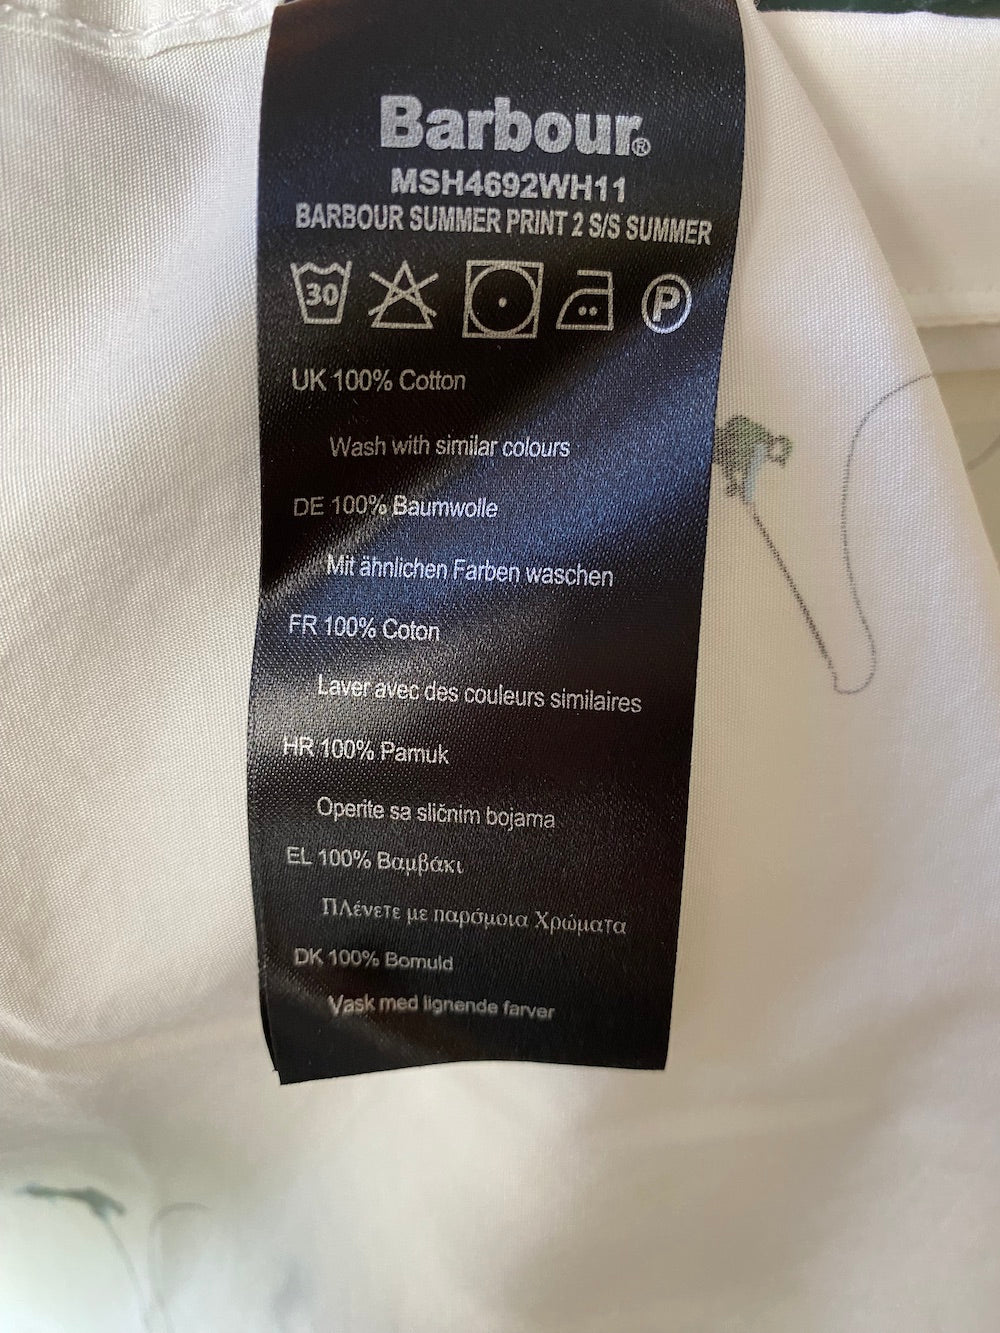 Barbour®
MSH4692WH11
BARBOUR SUMMER PRINT 2 S/S SUMMER
30 P
UK 100% Cotton
Wash with similar colours
DE 100% Baumwolle
Mit ähnlichen Farben waschen
FR 100% Coton
Laver avec des couleurs similaires
HR 100% Pamuk
Operite sa sličnim bojama
EL 100% Βαμβάκι
Πλένετε με παρόμοια Χρώματα
DK 100% Bomuld
Vask med lignende farver